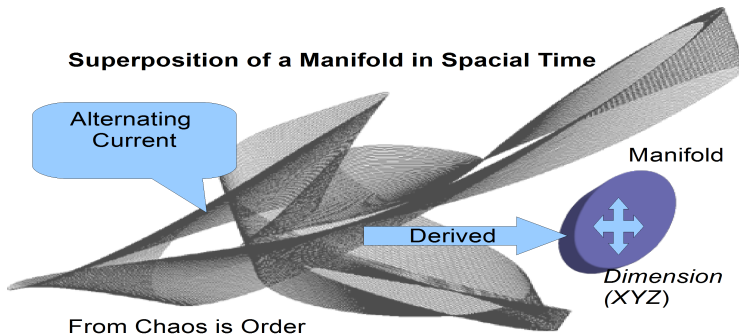 Superposition of a Manifold in Spacial Time
Alternating
Current
Manifold
Derived
Dimension
(XYZ)
From Chaos is Order